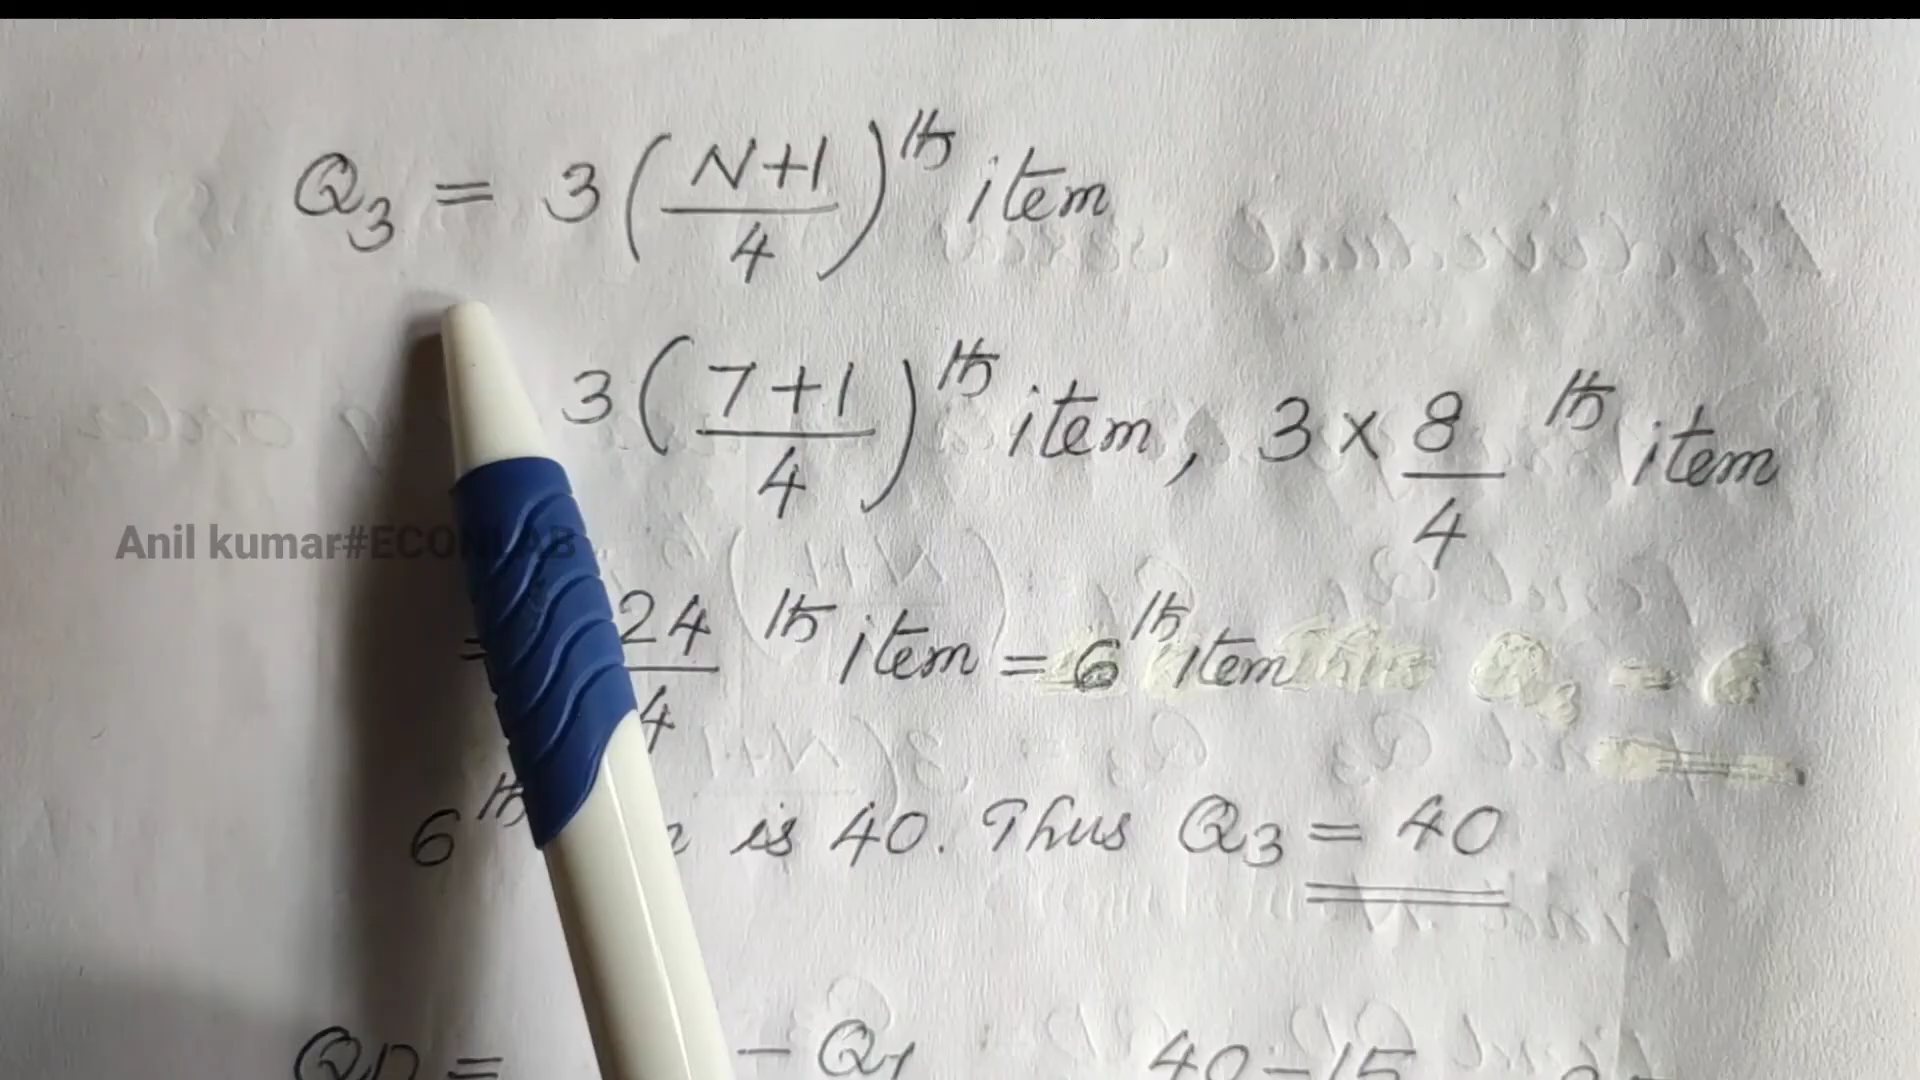 Q3 = 3 (N+1/4)th item
3 (7+1/4)th item, 3 × 8/4 th item
= 24/4 th item = 6th item
6th is 40. Thus Q3 = 40
QD = - Q1 40-15
Anil kumar#ECONLAB